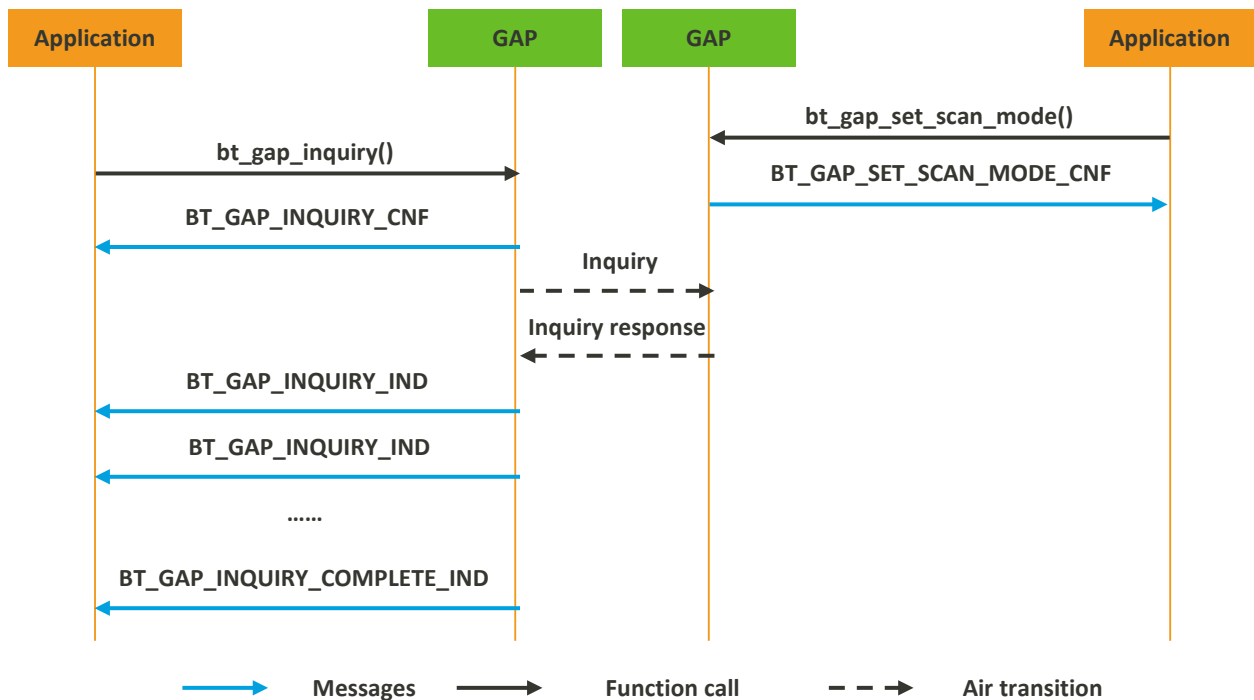 Application
GAP
GAP
Application
bt_gap_set_scan_mode()
bt_gap_inquiry()
BT_GAP_SET_SCAN_MODE_CNF
BT_GAP_INQUIRY_CNF
Inquiry
Inquiry response
BT_GAP_INQUIRY_IND
BT_GAP_INQUIRY_IND
……
BT_GAP_INQUIRY_COMPLETE_IND
Messages
Function call
Air transition